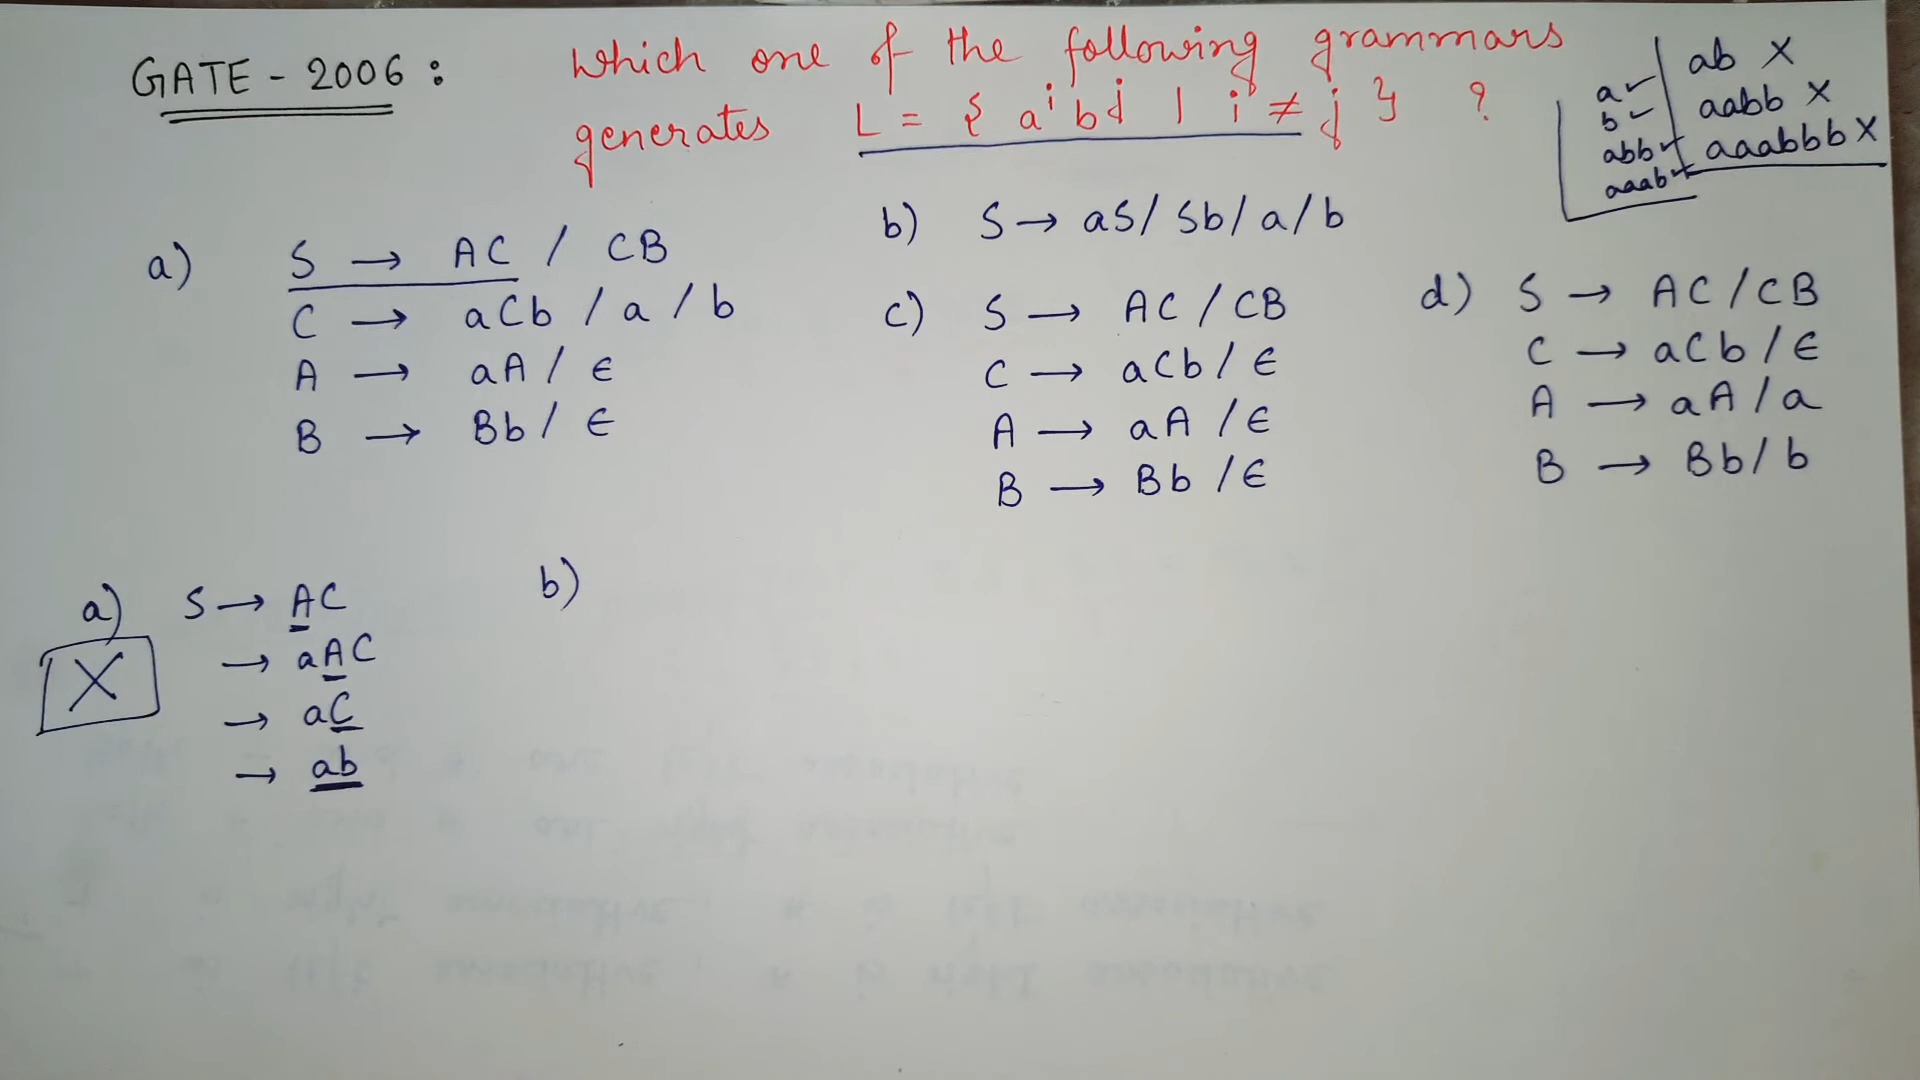 GATE - 2006 :
Which one of the following grammars
generates L = { a^i b^j | i ≠ j } ?
a ✓
b ✓
abb ✓
aaab ✓
ab X
aabb X
aaabbb X
a) S → AC / CB
C → aCb / a / b
A → aA / ϵ
B → Bb / ϵ
b) S → aS / Sb / a / b
c) S → AC / CB
C → aCb / ϵ
A → aA / ϵ
B → Bb / ϵ
d) S → AC / CB
C → aCb / ϵ
A → aA / a
B → Bb / b
a) S → AC
→ aAC
→ aC
→ ab
X
b)